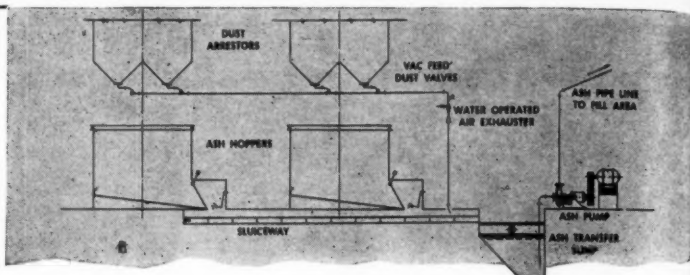 DUST
ARRESTORS
VAC FEED'
DUST VALVES
ASH PIPE LINE
TO FILL AREA
WATER OPERATED
AIR EXHAUSTER
ASH HOPPERS
ASH PUMP
SLUICEWAY
ASH TRANSFER
SUMP
B